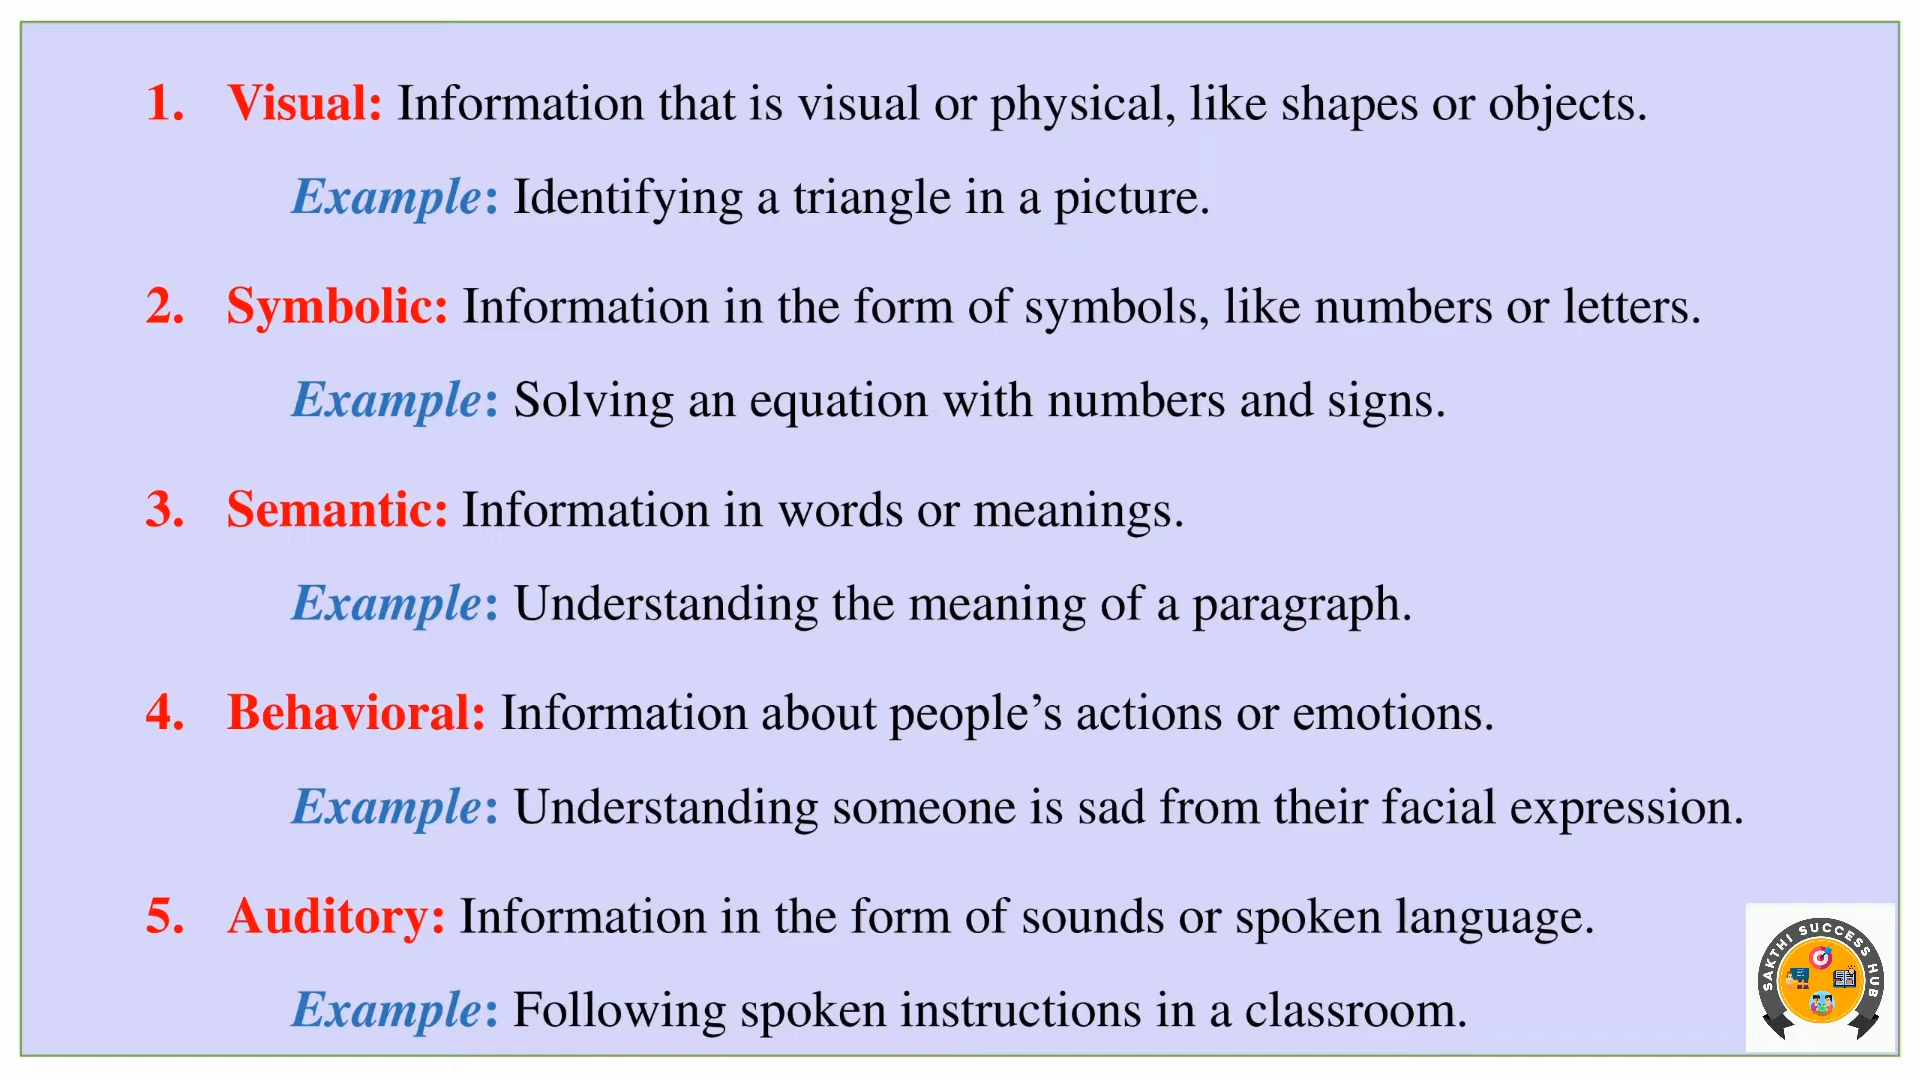 1. Visual: Information that is visual or physical, like shapes or objects.
Example: Identifying a triangle in a picture.
2. Symbolic: Information in the form of symbols, like numbers or letters.
Example: Solving an equation with numbers and signs.
3. Semantic: Information in words or meanings.
Example: Understanding the meaning of a paragraph.
4. Behavioral: Information about people’s actions or emotions.
Example: Understanding someone is sad from their facial expression.
5. Auditory: Information in the form of sounds or spoken language.
Example: Following spoken instructions in a classroom.
SAKTHI SUCCESS HUB